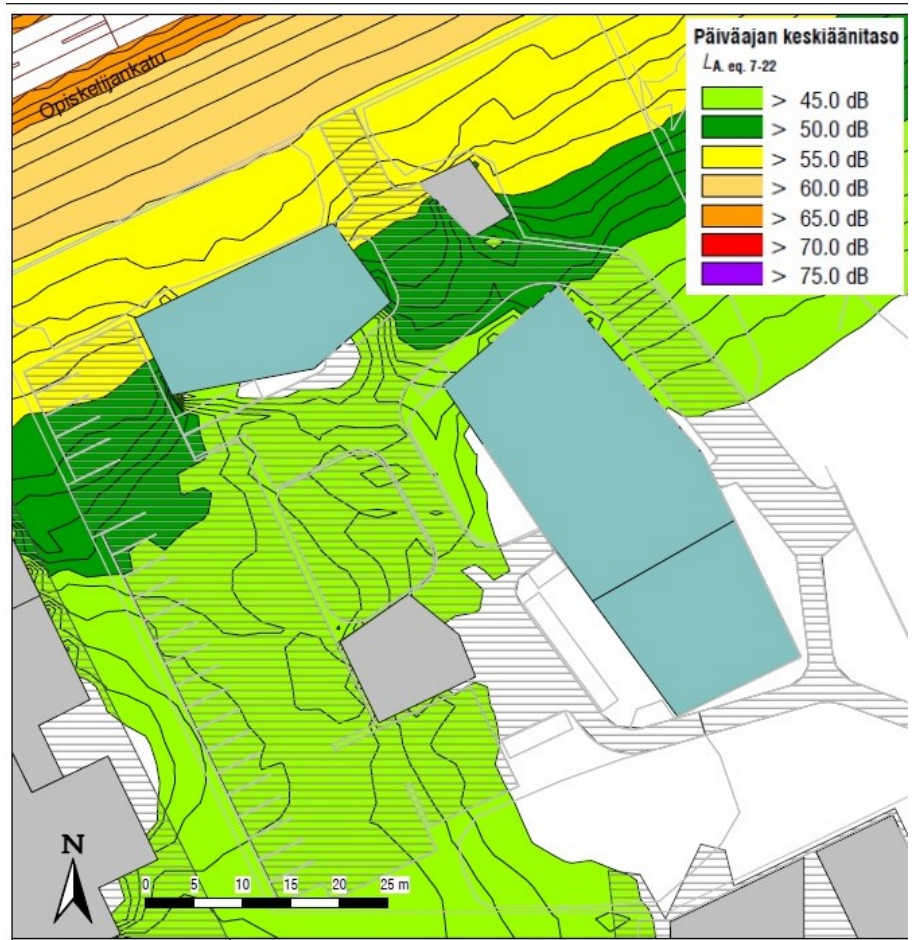 Päiväajan keskiäänitaso
LA. eq. 7-22
> 45.0 dB
> 50.0 dB
> 55.0 dB
> 60.0 dB
> 65.0 dB
> 70.0 dB
> 75.0 dB
Opiskelijankatu
N
0 5 10 15 20 25 m